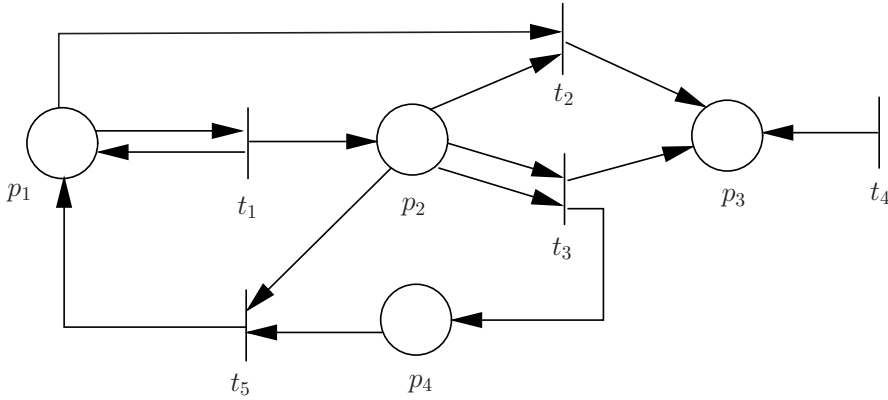 t₂
p₁
t₁
p₂
p₃
t₄
t₃
t₅
p₄